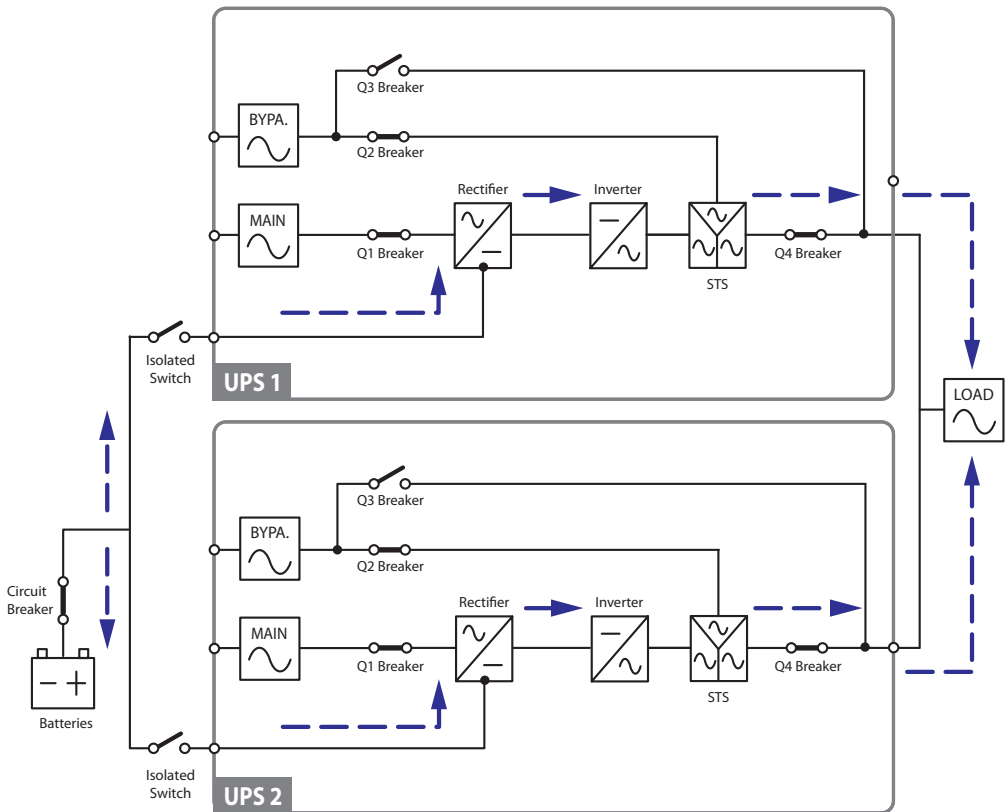 Q3 Breaker
BYPA.
Q2 Breaker
Rectifier
Inverter
MAIN
Q1 Breaker
Q4 Breaker
STS
Isolated
Switch
UPS 1
LOAD
Q3 Breaker
BYPA.
Q2 Breaker
Circuit
Breaker
Rectifier
Inverter
MAIN
Q1 Breaker
Q4 Breaker
STS
Batteries
Isolated
Switch
UPS 2